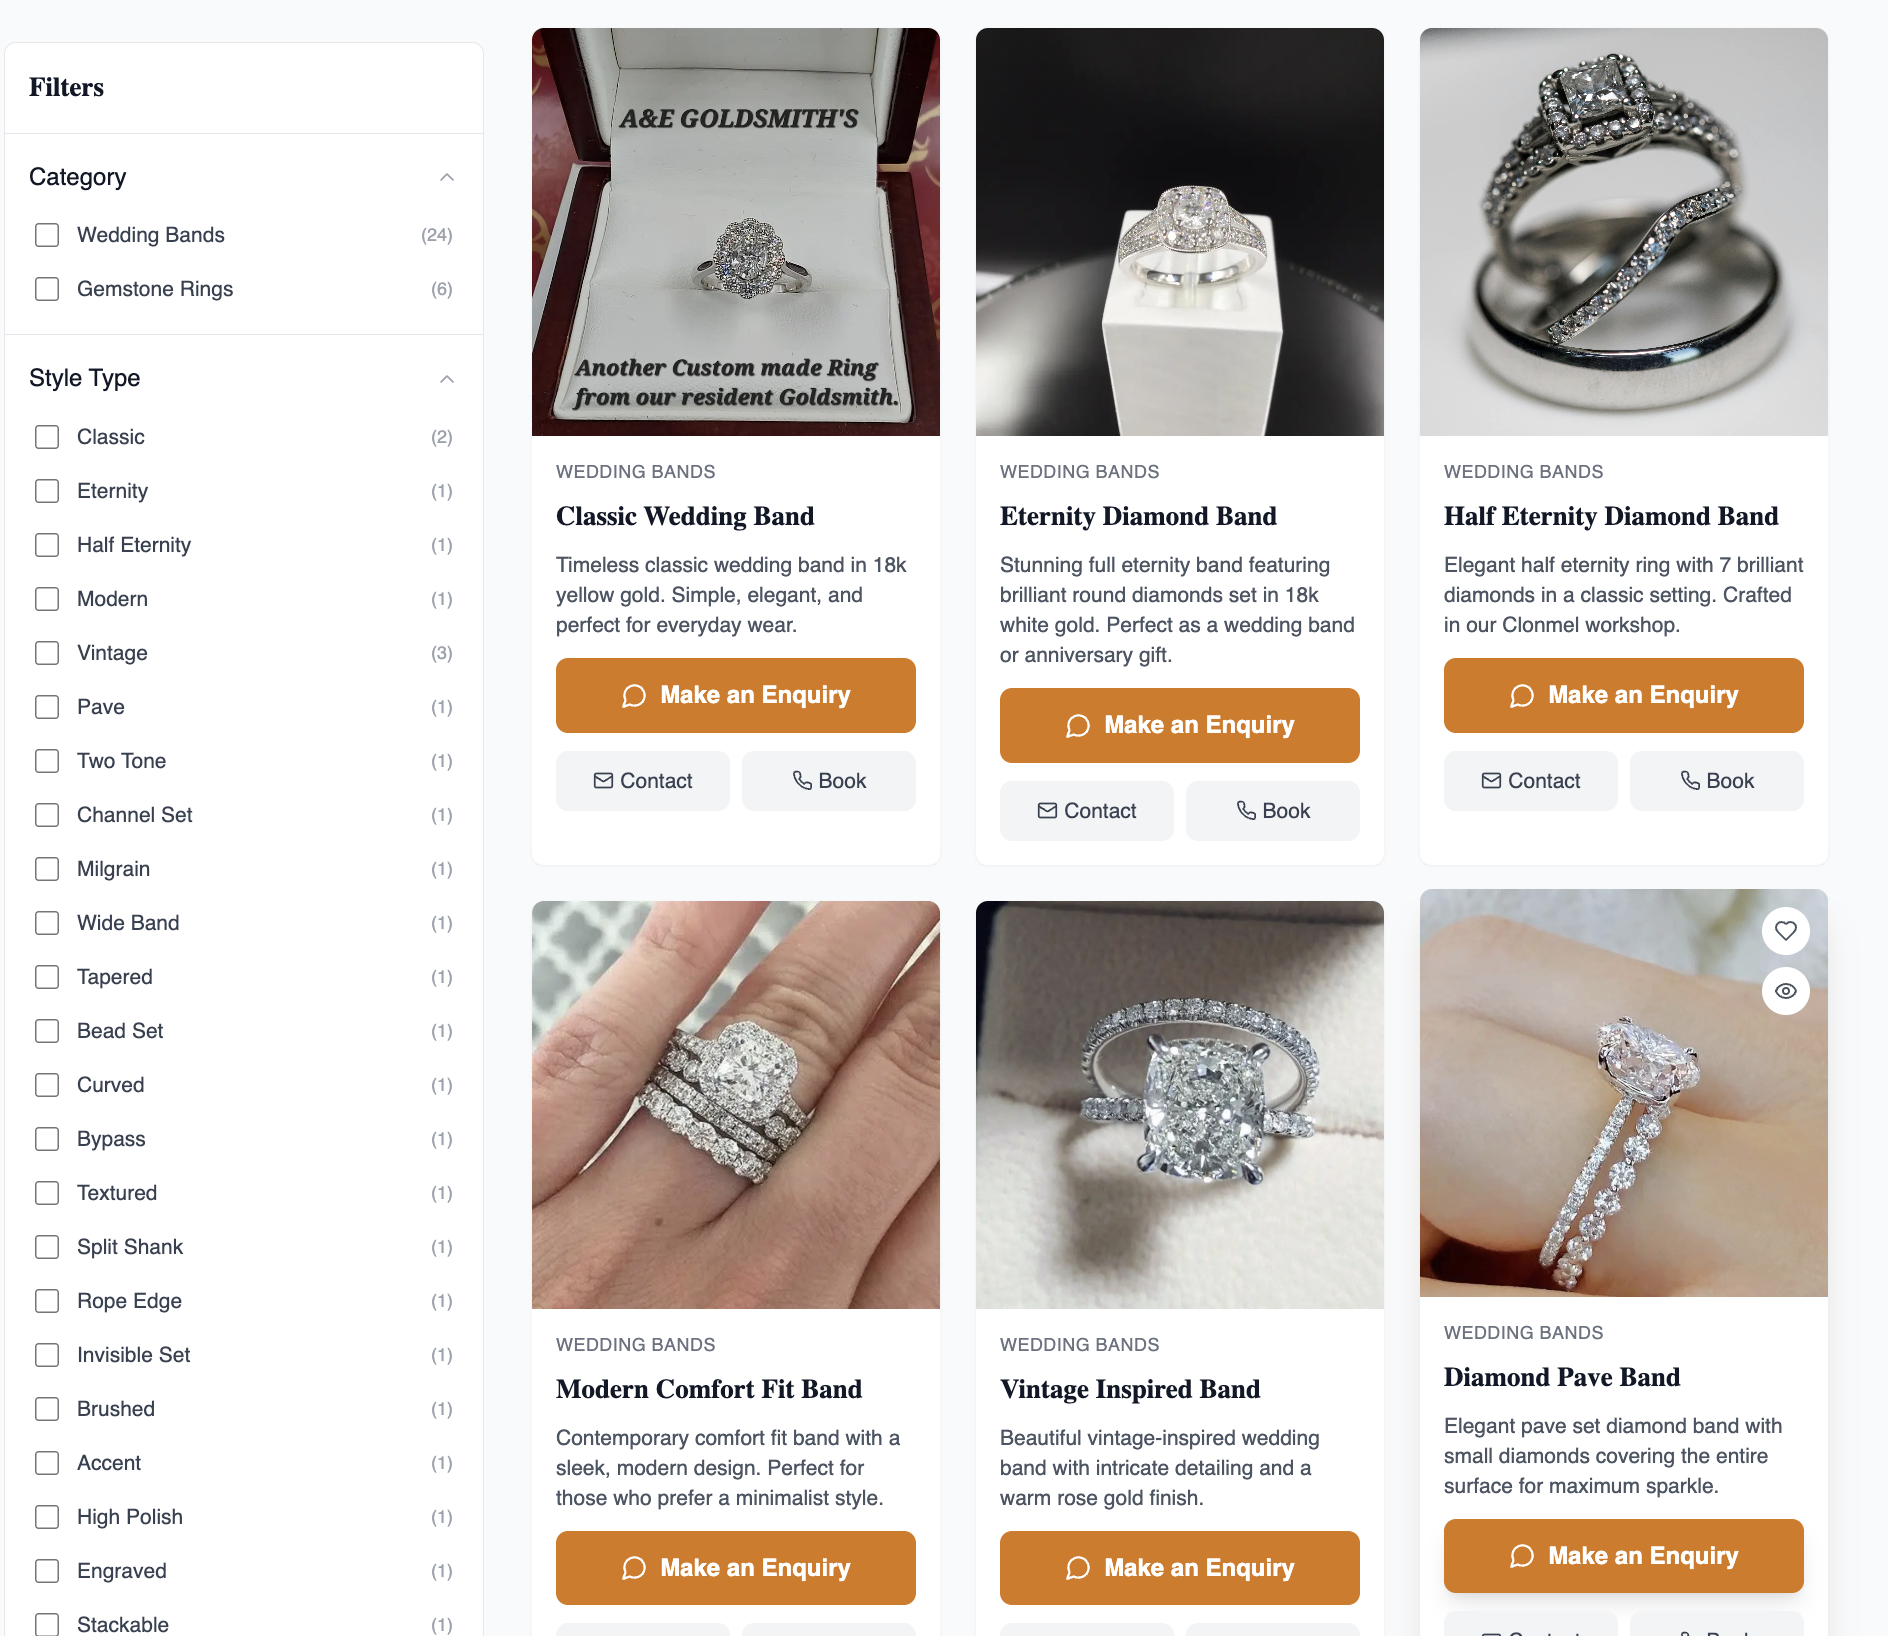 Filters
Category
Wedding Bands (24)
Gemstone Rings (6)
Style Type
Classic (2)
Eternity (1)
Half Eternity (1)
Modern (1)
Vintage (3)
Pave (1)
Two Tone (1)
Channel Set (1)
Milgrain (1)
Wide Band (1)
Tapered (1)
Bead Set (1)
Curved (1)
Bypass (1)
Textured (1)
Split Shank (1)
Rope Edge (1)
Invisible Set (1)
Brushed (1)
Accent (1)
High Polish (1)
Engraved (1)
Stackable (1)
A&E GOLDSMITH'S
Another Custom made Ring
from our resident Goldsmith.
WEDDING BANDS
Classic Wedding Band
Timeless classic wedding band in 18k
yellow gold. Simple, elegant, and
perfect for everyday wear.
Make an Enquiry
Contact
Book
WEDDING BANDS
Eternity Diamond Band
Stunning full eternity band featuring
brilliant round diamonds set in 18k
white gold. Perfect as a wedding band
or anniversary gift.
Make an Enquiry
Contact
Book
WEDDING BANDS
Half Eternity Diamond Band
Elegant half eternity ring with 7 brilliant
diamonds in a classic setting. Crafted
in our Clonmel workshop.
Make an Enquiry
Contact
Book
WEDDING BANDS
Modern Comfort Fit Band
Contemporary comfort fit band with a
sleek, modern design. Perfect for
those who prefer a minimalist style.
Make an Enquiry
WEDDING BANDS
Vintage Inspired Band
Beautiful vintage-inspired wedding
band with intricate detailing and a
warm rose gold finish.
Make an Enquiry
WEDDING BANDS
Diamond Pave Band
Elegant pave set diamond band with
small diamonds covering the entire
surface for maximum sparkle.
Make an Enquiry